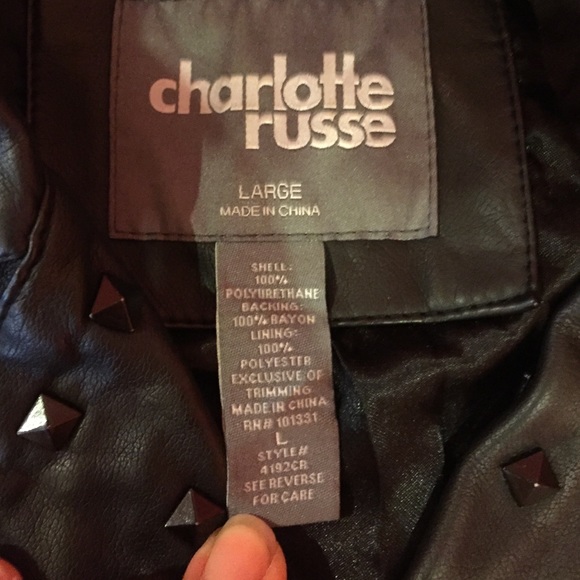 charlotte
russe
LARGE
MADE IN CHINA
SHELL:
100%
POLYURETHANE
BACKING:
100% RAYON
LINING:
100%
POLYESTER
EXCLUSIVE OF
TRIMMING
MADE IN CHINA
RN# 101331
L
STYLE#
4192CR
SEE REVERSE
FOR CARE